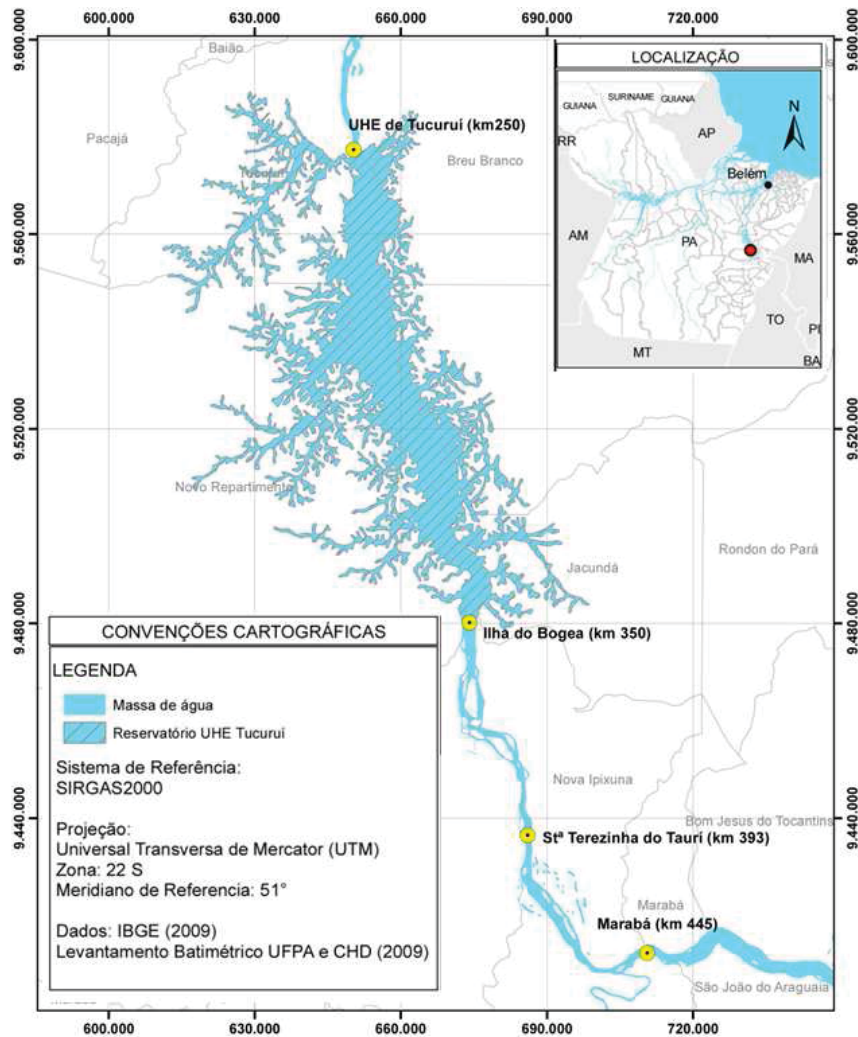 600.000 630.000 660.000 690.000 720.000
9.600.000
9.600.000
Baião
LOCALIZAÇÃO
GUIANA
SURINAME
GUIANA
N
AP
RR
Belém
AM
PA
MA
TO
PI
MT
BA
UHE de Tucuruí (km250)
Pacajá
Breu Branco
Tucuruí
9.560.000
9.560.000
9.520.000
9.520.000
Novo Repartimento
Rondon do Pará
Jacundá
9.480.000
9.480.000
Ilha do Bogea (km 350)
CONVENÇÕES CARTOGRÁFICAS
LEGENDA
Massa de água
Reservatório UHE Tucuruí
Sistema de Referência:
SIRGAS2000
Projeção:
Universal Transversa de Mercator (UTM)
Zona: 22 S
Meridiano de Referencia: 51°
Dados: IBGE (2009)
Levantamento Batimétrico UFPA e CHD (2009)
Nova Ipixuna
9.440.000
9.440.000
Bom Jesus do Tocantins
Stª Terezinha do Taurí (km 393)
Marabá
Marabá (km 445)
São João do Araguaia
600.000 630.000 660.000 690.000 720.000